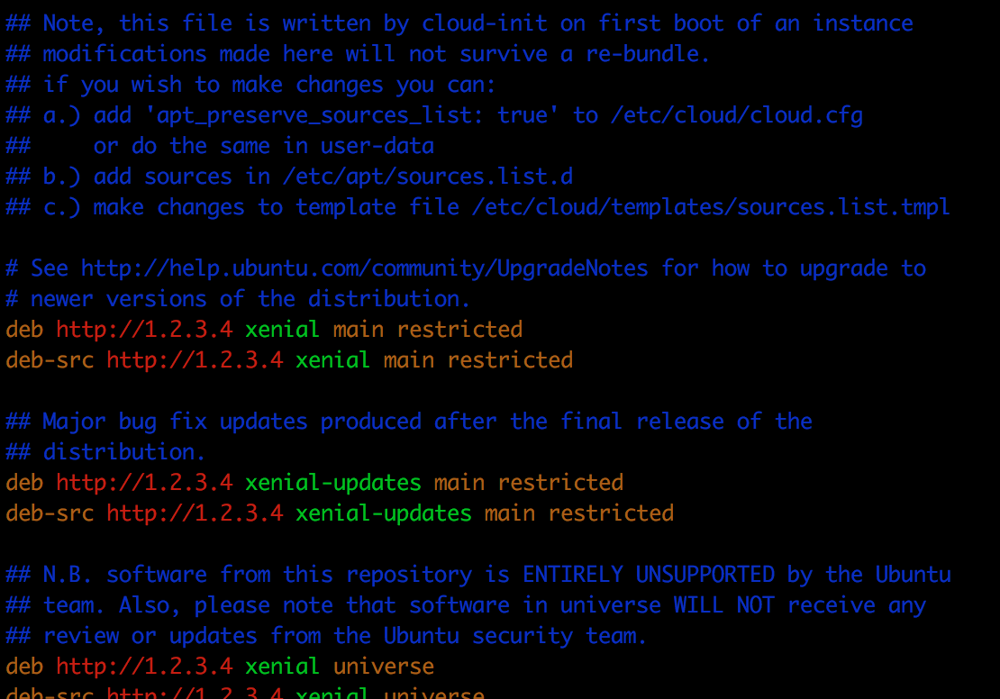 ## Note, this file is written by cloud-init on first boot of an instance
## modifications made here will not survive a re-bundle.
## if you wish to make changes you can:
## a.) add 'apt_preserve_sources_list: true' to /etc/cloud/cloud.cfg
##     or do the same in user-data
## b.) add sources in /etc/apt/sources.list.d
## c.) make changes to template file /etc/cloud/templates/sources.list.tmpl
# See http://help.ubuntu.com/community/UpgradeNotes for how to upgrade to
# newer versions of the distribution.
deb http://1.2.3.4 xenial main restricted
deb-src http://1.2.3.4 xenial main restricted
## Major bug fix updates produced after the final release of the
## distribution.
deb http://1.2.3.4 xenial-updates main restricted
deb-src http://1.2.3.4 xenial-updates main restricted
## N.B. software from this repository is ENTIRELY UNSUPPORTED by the Ubuntu
## team. Also, please note that software in universe WILL NOT receive any
## review or updates from the Ubuntu security team.
deb http://1.2.3.4 xenial universe
deb-src http://1.2.3.4 xenial universe